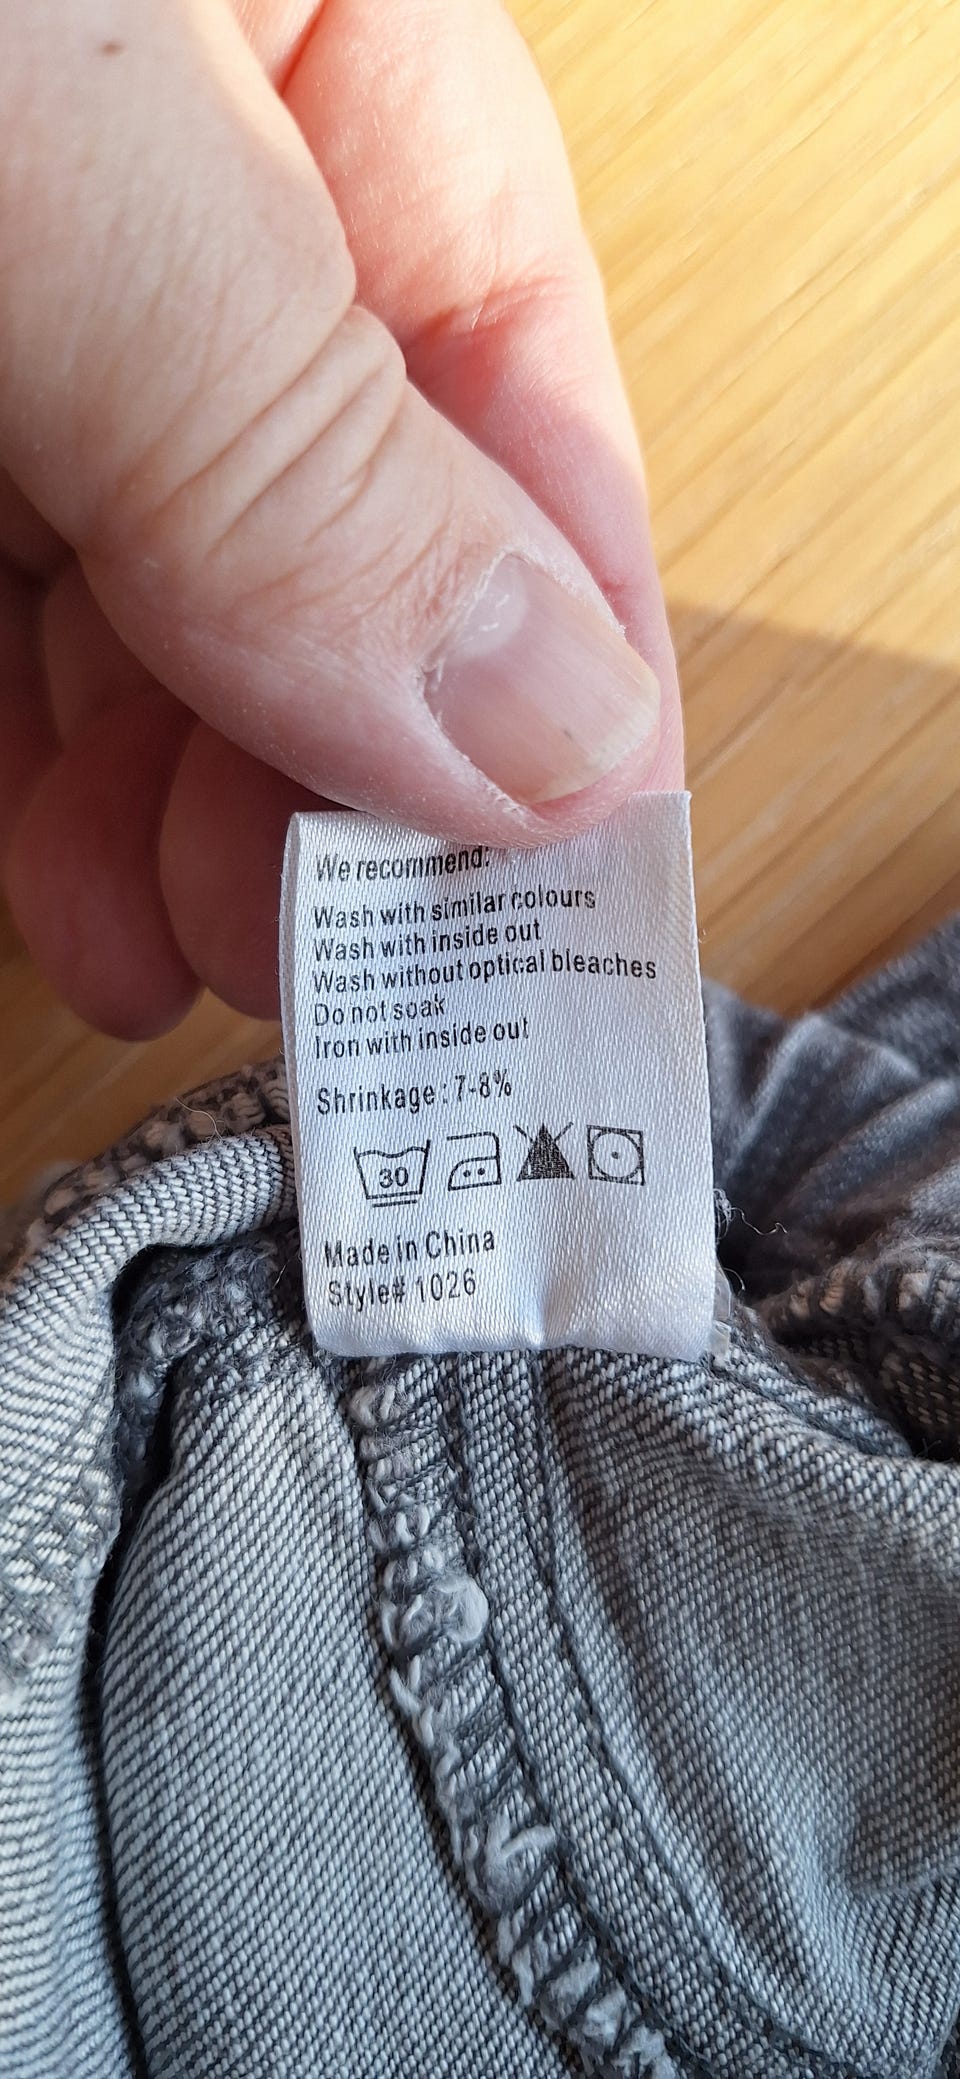 We recommend:
Wash with similar colours
Wash with inside out
Wash without optical bleaches
Do not soak
Iron with inside out
Shrinkage : 7-8%
30
Made in China
Style# 1026